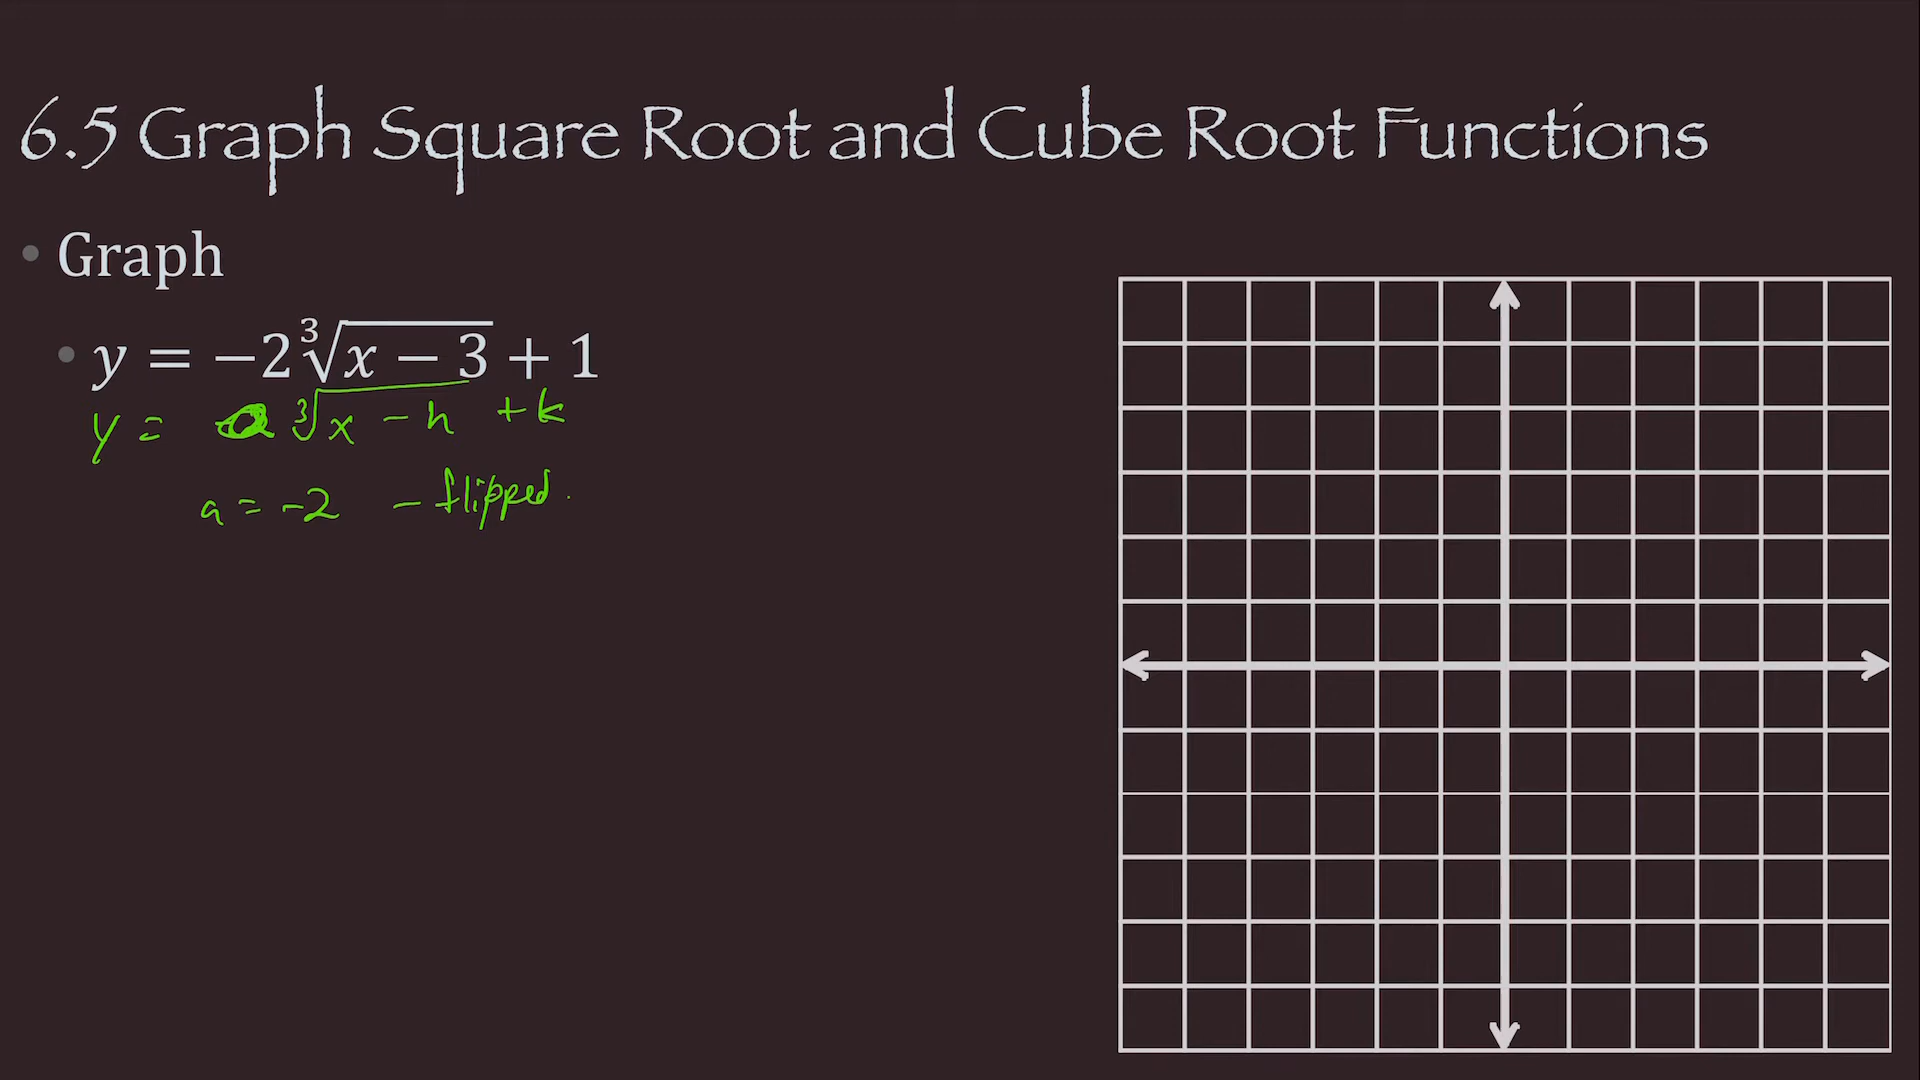 6.5 Graph Square Root and Cube Root Functions
• Graph
• y = −2∛(x − 3) + 1
y = a ∛(x − h) + k
a = -2 - flipped.